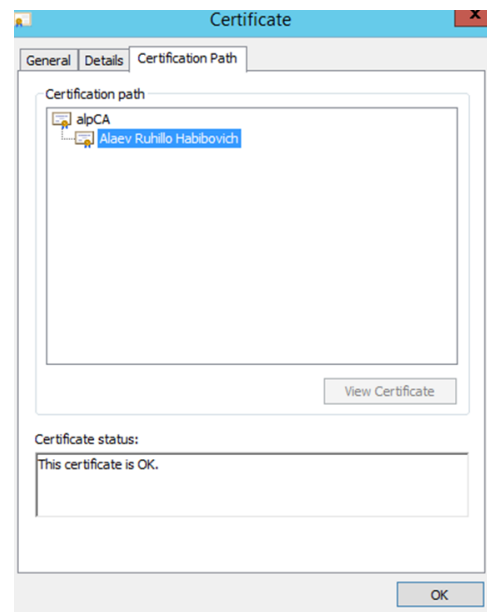 Certificate
x
General Details Certification Path
Certification path
alpCA
Alaev Ruhillo Habibovich
View Certificate
Certificate status:
This certificate is OK.
OK